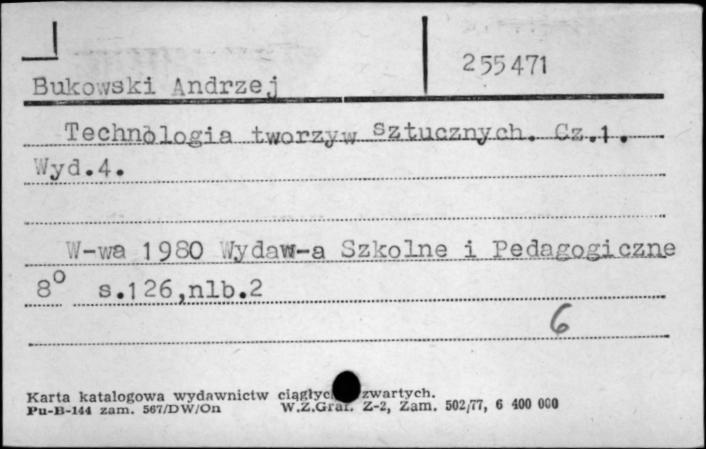 255471
Bukowski Andrzej
Technologia tworzyw sztucznych. Cz.1.
Wyd.4.
W-wa 1980 Wydaw-a Szkolne i Pedagogiczne
8° s.126,nlb.2
6
Karta katalogowa wydawnictw zwartych.
Pu-B-144 zam. 567/DW/On W.Z.Graf. Z-2, Zam. 502/77, 6 400 000